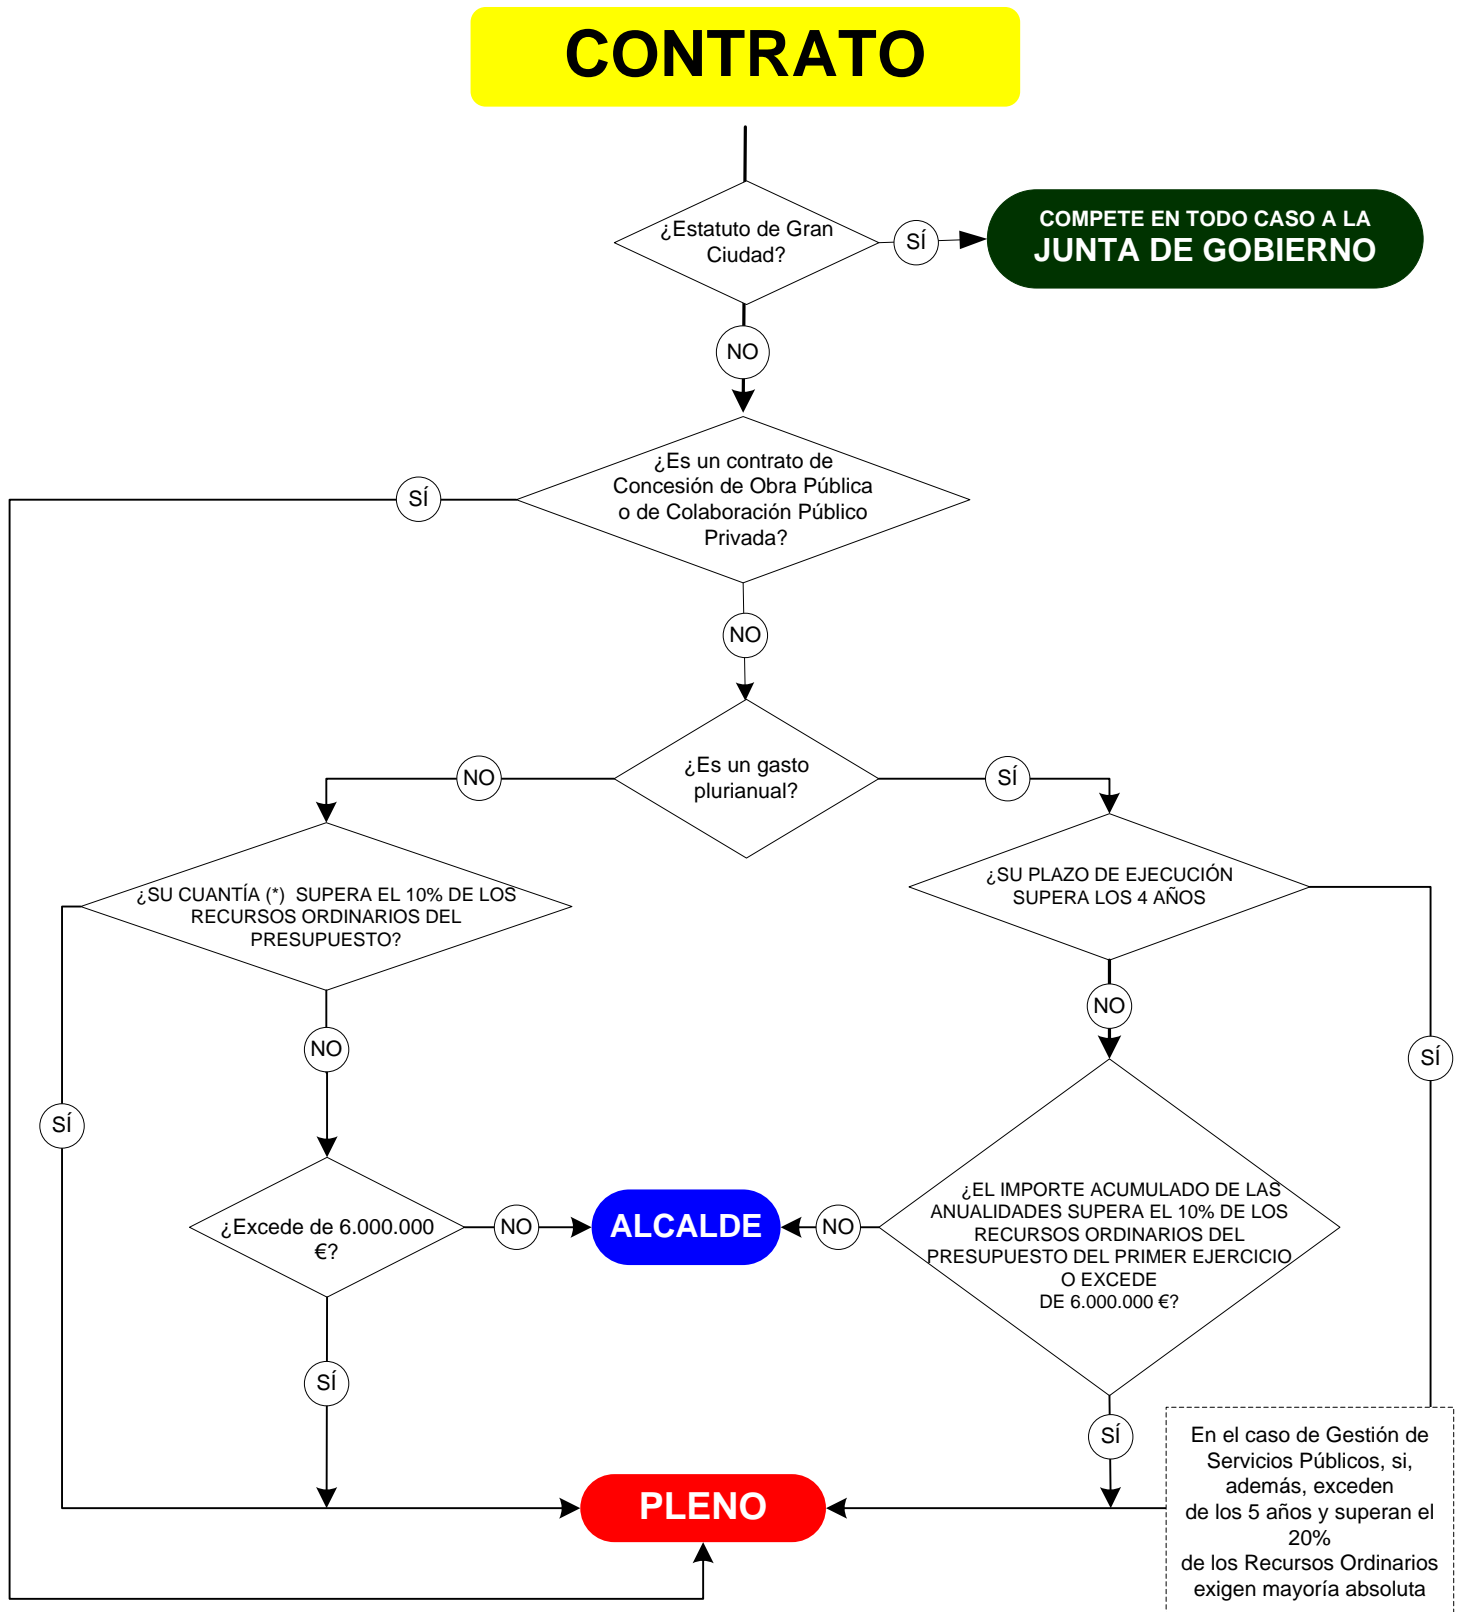 CONTRATO
¿Estatuto de Gran
Ciudad?
SÍ
COMPETE EN TODO CASO A LA
JUNTA DE GOBIERNO
NO
¿Es un contrato de
Concesión de Obra Pública
o de Colaboración Público
Privada?
SÍ
NO
¿Es un gasto
plurianual?
NO
SÍ
¿SU CUANTÍA (*) SUPERA EL 10% DE LOS
RECURSOS ORDINARIOS DEL
PRESUPUESTO?
¿SU PLAZO DE EJECUCIÓN
SUPERA LOS 4 AÑOS
NO
NO
SÍ
SÍ
¿Excede de 6.000.000
€?
NO
ALCALDE
NO
¿EL IMPORTE ACUMULADO DE LAS
ANUALIDADES SUPERA EL 10% DE LOS
RECURSOS ORDINARIOS DEL
PRESUPUESTO DEL PRIMER EJERCICIO
O EXCEDE
DE 6.000.000 €?
SÍ
SÍ
PLENO
En el caso de Gestión de
Servicios Públicos, si,
además, exceden
de los 5 años y superan el
20%
de los Recursos Ordinarios
exigen mayoría absoluta